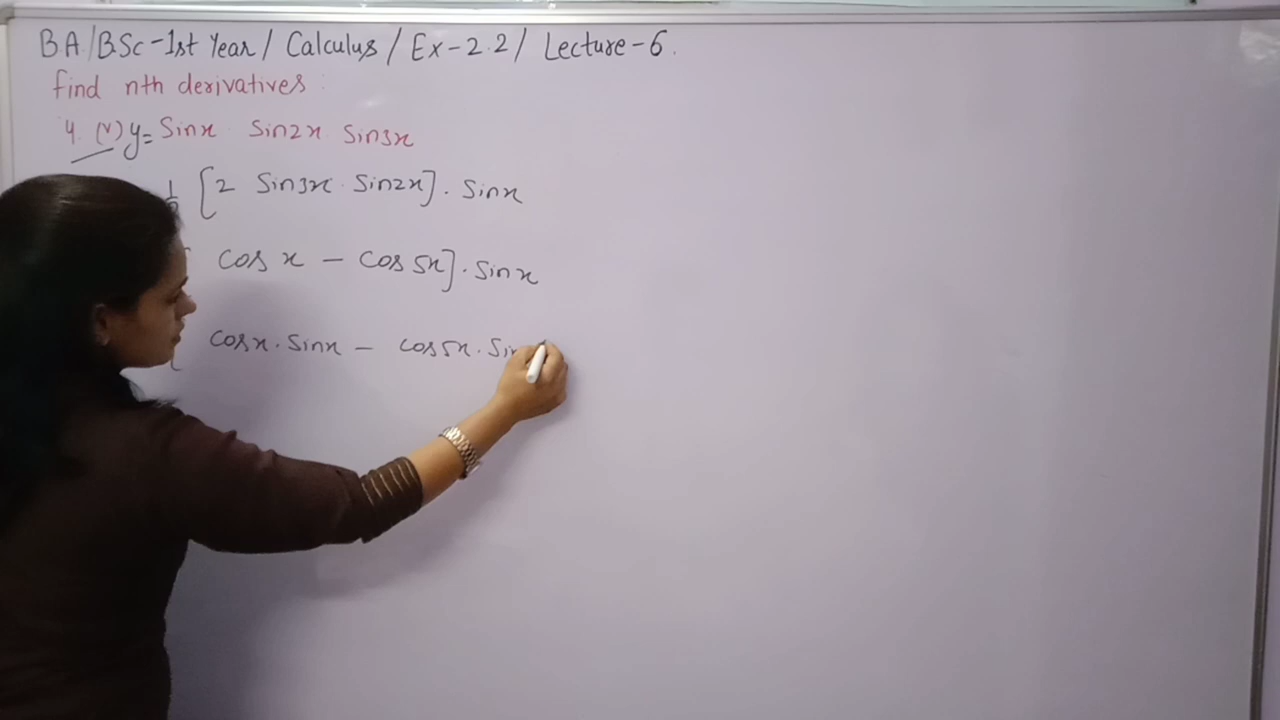 BA/BSc-1st Year / Calculus / Ex-2.2 / Lecture-6.
find nth derivatives :
4. (v) y= Sinx Sin2x Sin3x
[2 Sin3x · Sin2x] · Sinx
Cos x - Cos 5x] · Sinx
Cosx · Sinx - Cos5x ·